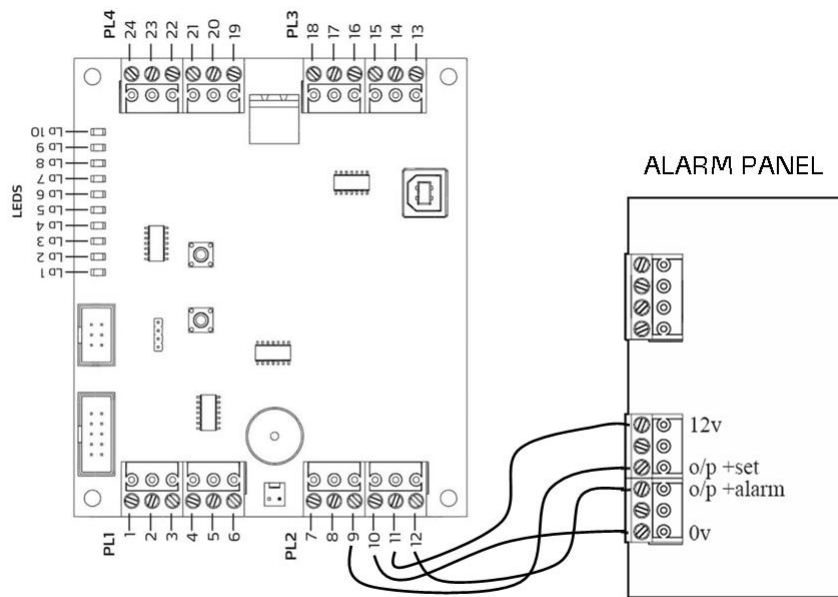 PL4
24
23
22
21
20
19
PL3
18
17
16
15
14
13
LEDS
Ld 10
Ld 9
Ld 8
Ld 7
Ld 6
Ld 5
Ld 4
Ld 3
Ld 2
Ld 1
ALARM PANEL
12v
o/p +set
o/p +alarm
0v
PL1
1
2
3
4
5
6
PL2
7
8
9
10
11
12